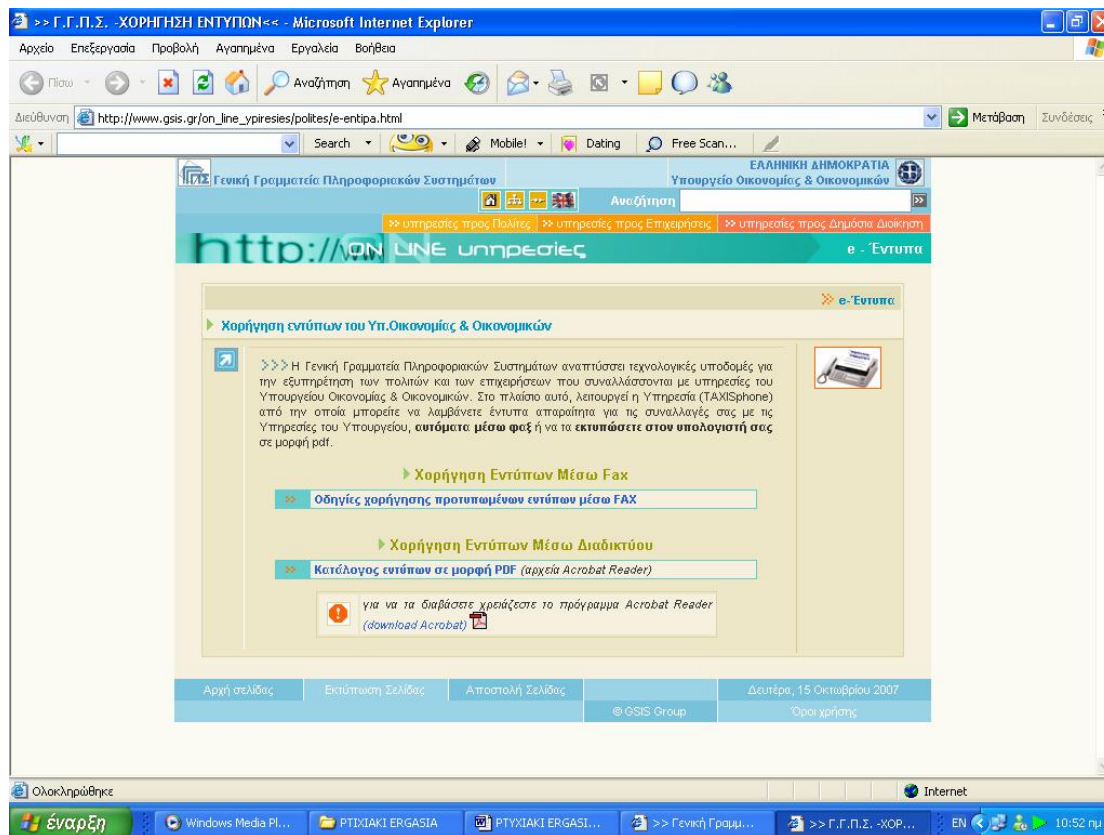 >> Γ.Γ.Π.Σ. -ΧΟΡΗΓΗΣΗ ΕΝΤΥΠΩΝ<< - Microsoft Internet Explorer
Αρχείο Επεξεργασία Προβολή Αγαπημένα Εργαλεία Βοήθεια
Πίσω Αναζήτηση Αγαπημένα
Διεύθυνση http://www.gsis.gr/on_line_ypiresies/polites/e-entipa.html Μετάβαση Συνδέσεις
Search Mobile! Dating Free Scan...
ΕΛΛΗΝΙΚΗ ΔΗΜΟΚΡΑΤΙΑ
ΓΓΠΣ Γενική Γραμματεία Πληροφοριακών Συστημάτων Υπουργείο Οικονομίας & Οικονομικών
Αναζήτηση
>> υπηρεσίες προς Πολίτες >> υπηρεσίες προς Επιχειρήσεις >> υπηρεσίες προς Δημόσια Διοίκηση
http:// ON LINE υπηρεσίες e - Έντυπα
e-Έντυπα
Χορήγηση εντύπων του Υπ.Οικονομίας & Οικονομικών
>>>Η Γενική Γραμματεία Πληροφοριακών Συστημάτων αναπτύσσει τεχνολογικές υποδομές για
την εξυπηρέτηση των πολιτών και των επιχειρήσεων που συναλλάσσονται με υπηρεσίες του
Υπουργείου Οικονομίας & Οικονομικών. Στο πλαίσιο αυτό, λειτουργεί η Υπηρεσία (TAXISphone)
από την οποία μπορείτε να λαμβάνετε έντυπα απαραίτητα για τις συναλλαγές σας με τις
Υπηρεσίες του Υπουργείου, αυτόματα μέσω φαξ ή να τα εκτυπώσετε στον υπολογιστή σας
σε μορφή pdf.
Χορήγηση Εντύπων Μέσω Fax
Οδηγίες χορήγησης προτυπωμένων εντύπων μέσω FAX
Χορήγηση Εντύπων Μέσω Διαδικτύου
Κατάλογος εντύπων σε μορφή PDF (αρχεία Acrobat Reader)
για να τα διαβάσετε χρειάζεστε το πρόγραμμα Acrobat Reader
(download Acrobat)
Αρχή σελίδας Εκτύπωση Σελίδας Αποστολή Σελίδας Δευτέρα, 15 Οκτωβρίου 2007
© GSIS Group Όροι χρήσης
Ολοκληρώθηκε Internet
έναρξη Windows Media Pl... PTIXIAKI ERGASIA PTYXIAKI ERGASI... >> Γενική Γραμμ... >> Γ.Γ.Π.Σ. -ΧΟΡ... EN 10:52 πμ